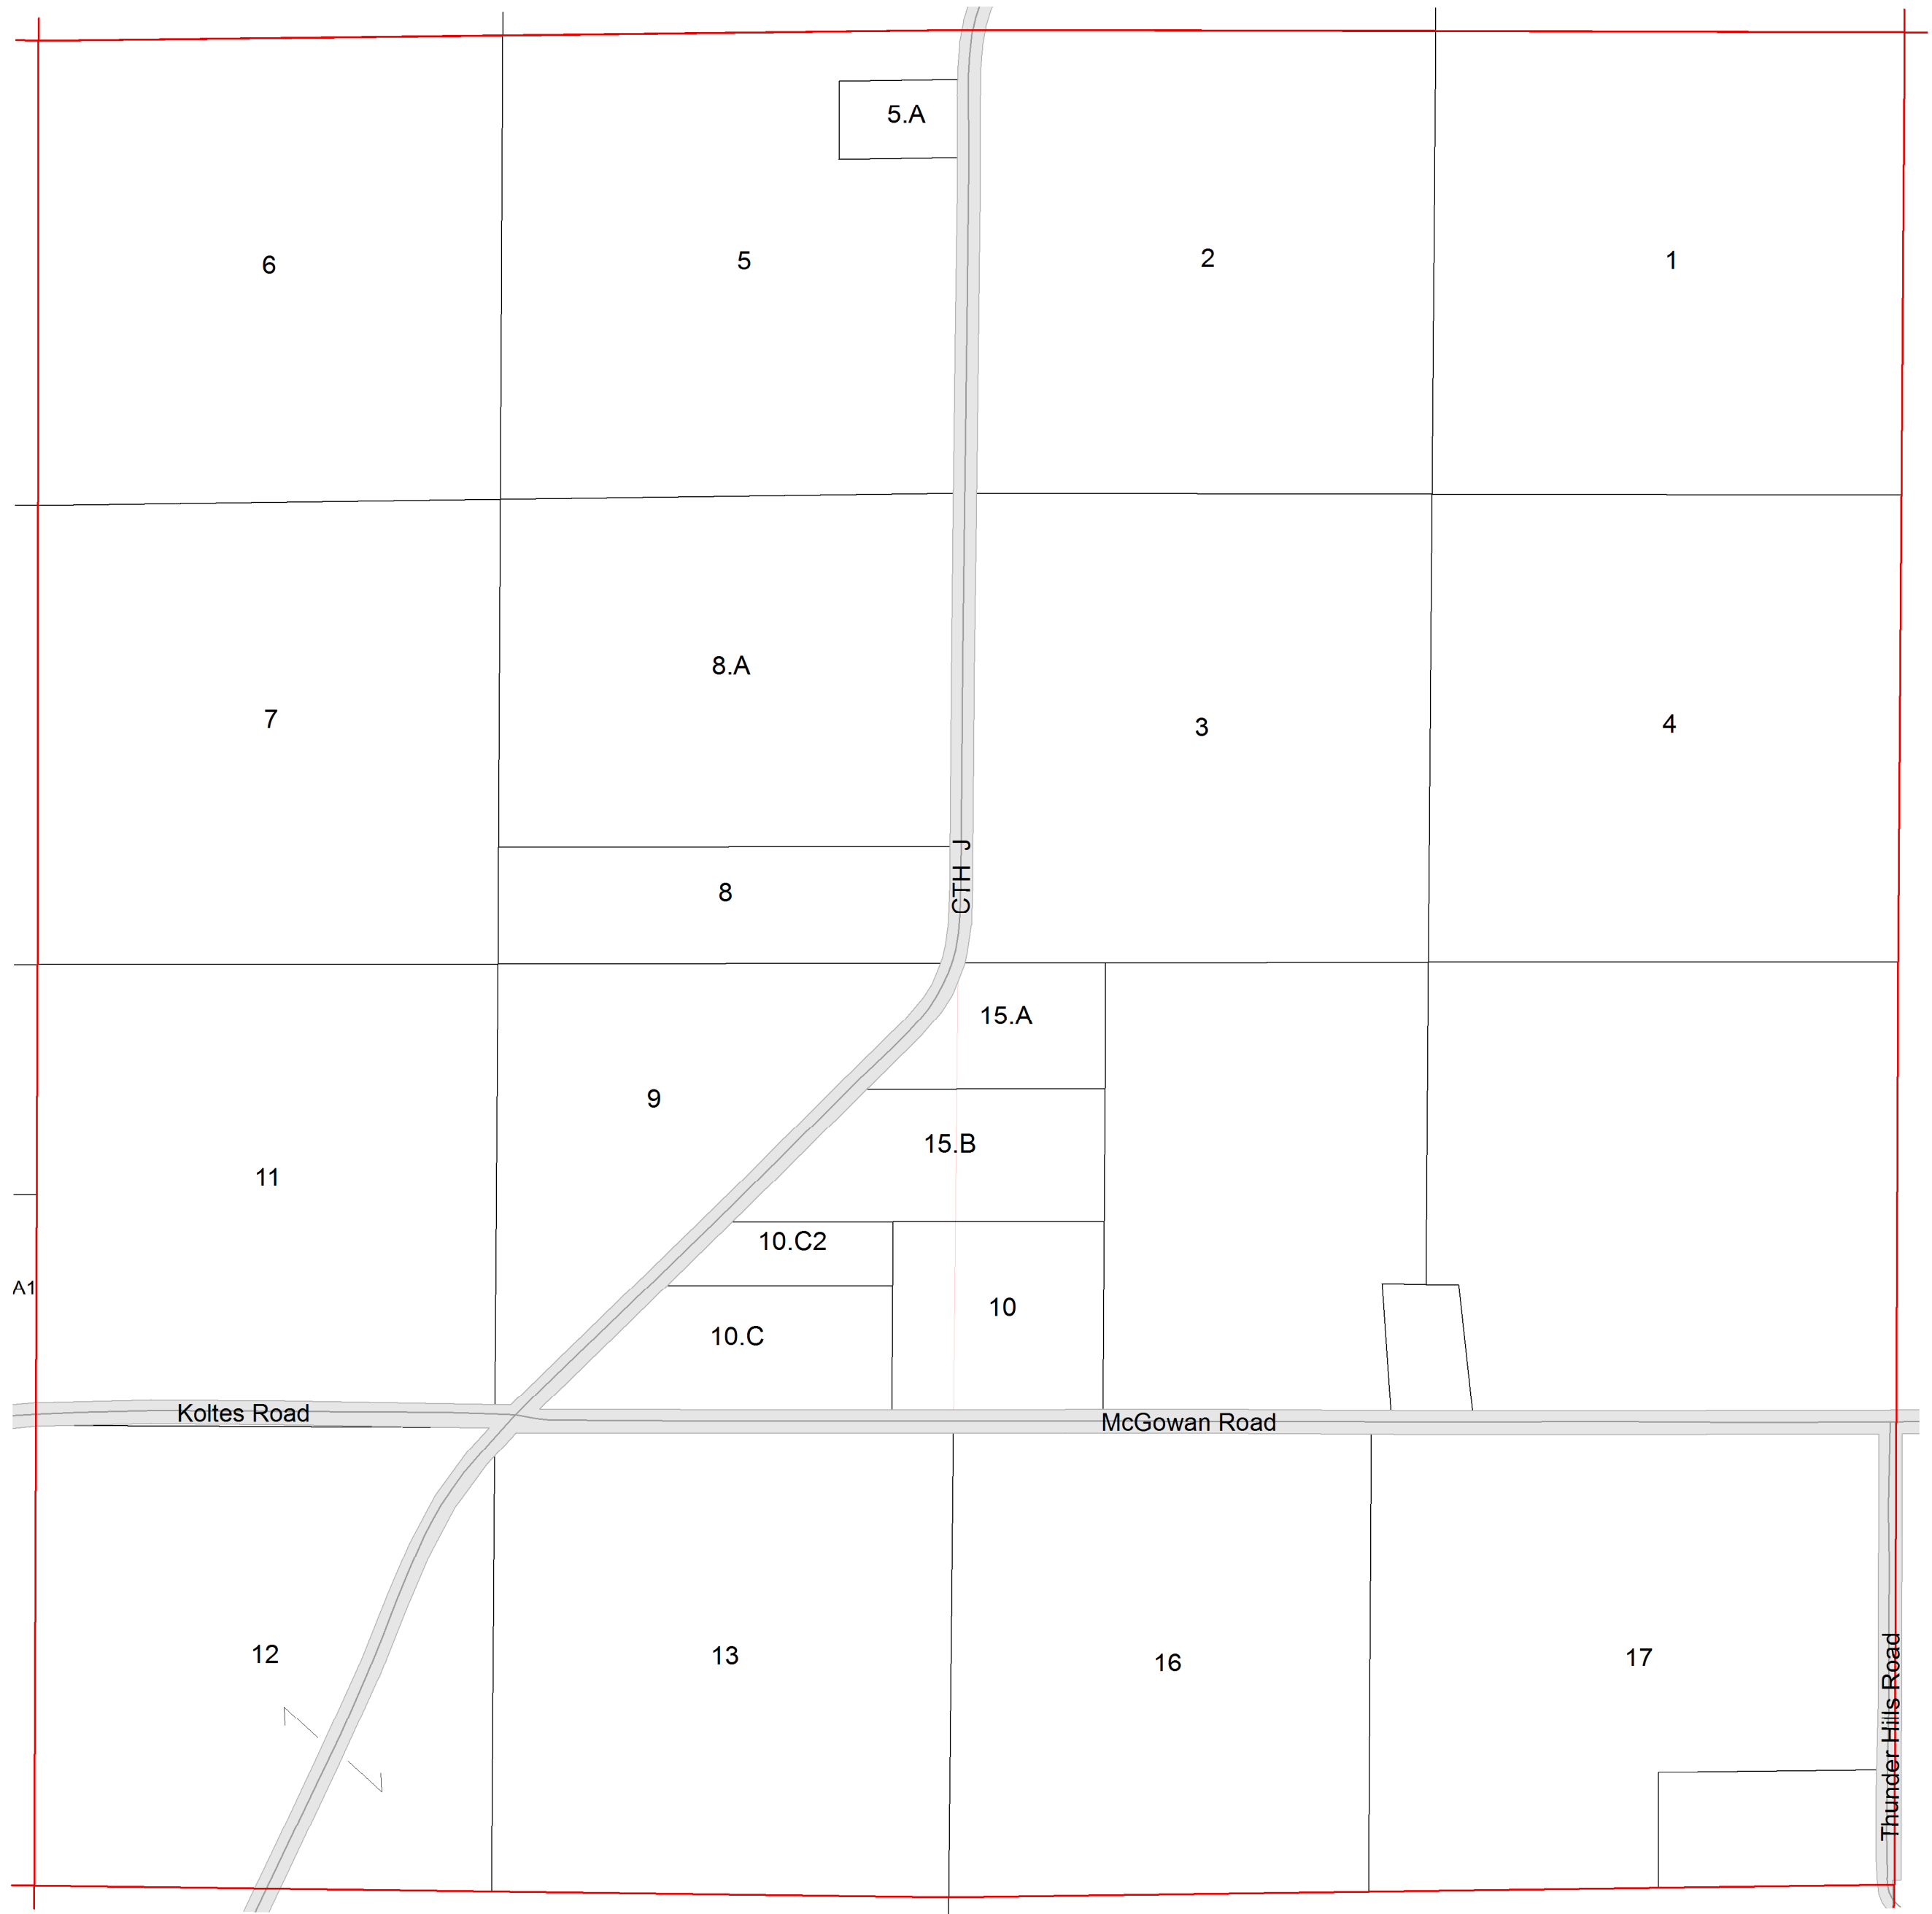 5.A
6
5
2
1
8.A
7
3
4
CTH J
8
15.A
9
15.B
11
10.C2
A1
10
10.C
Koltes Road
McGowan Road
12
13
16
17
Thunder Hills Road